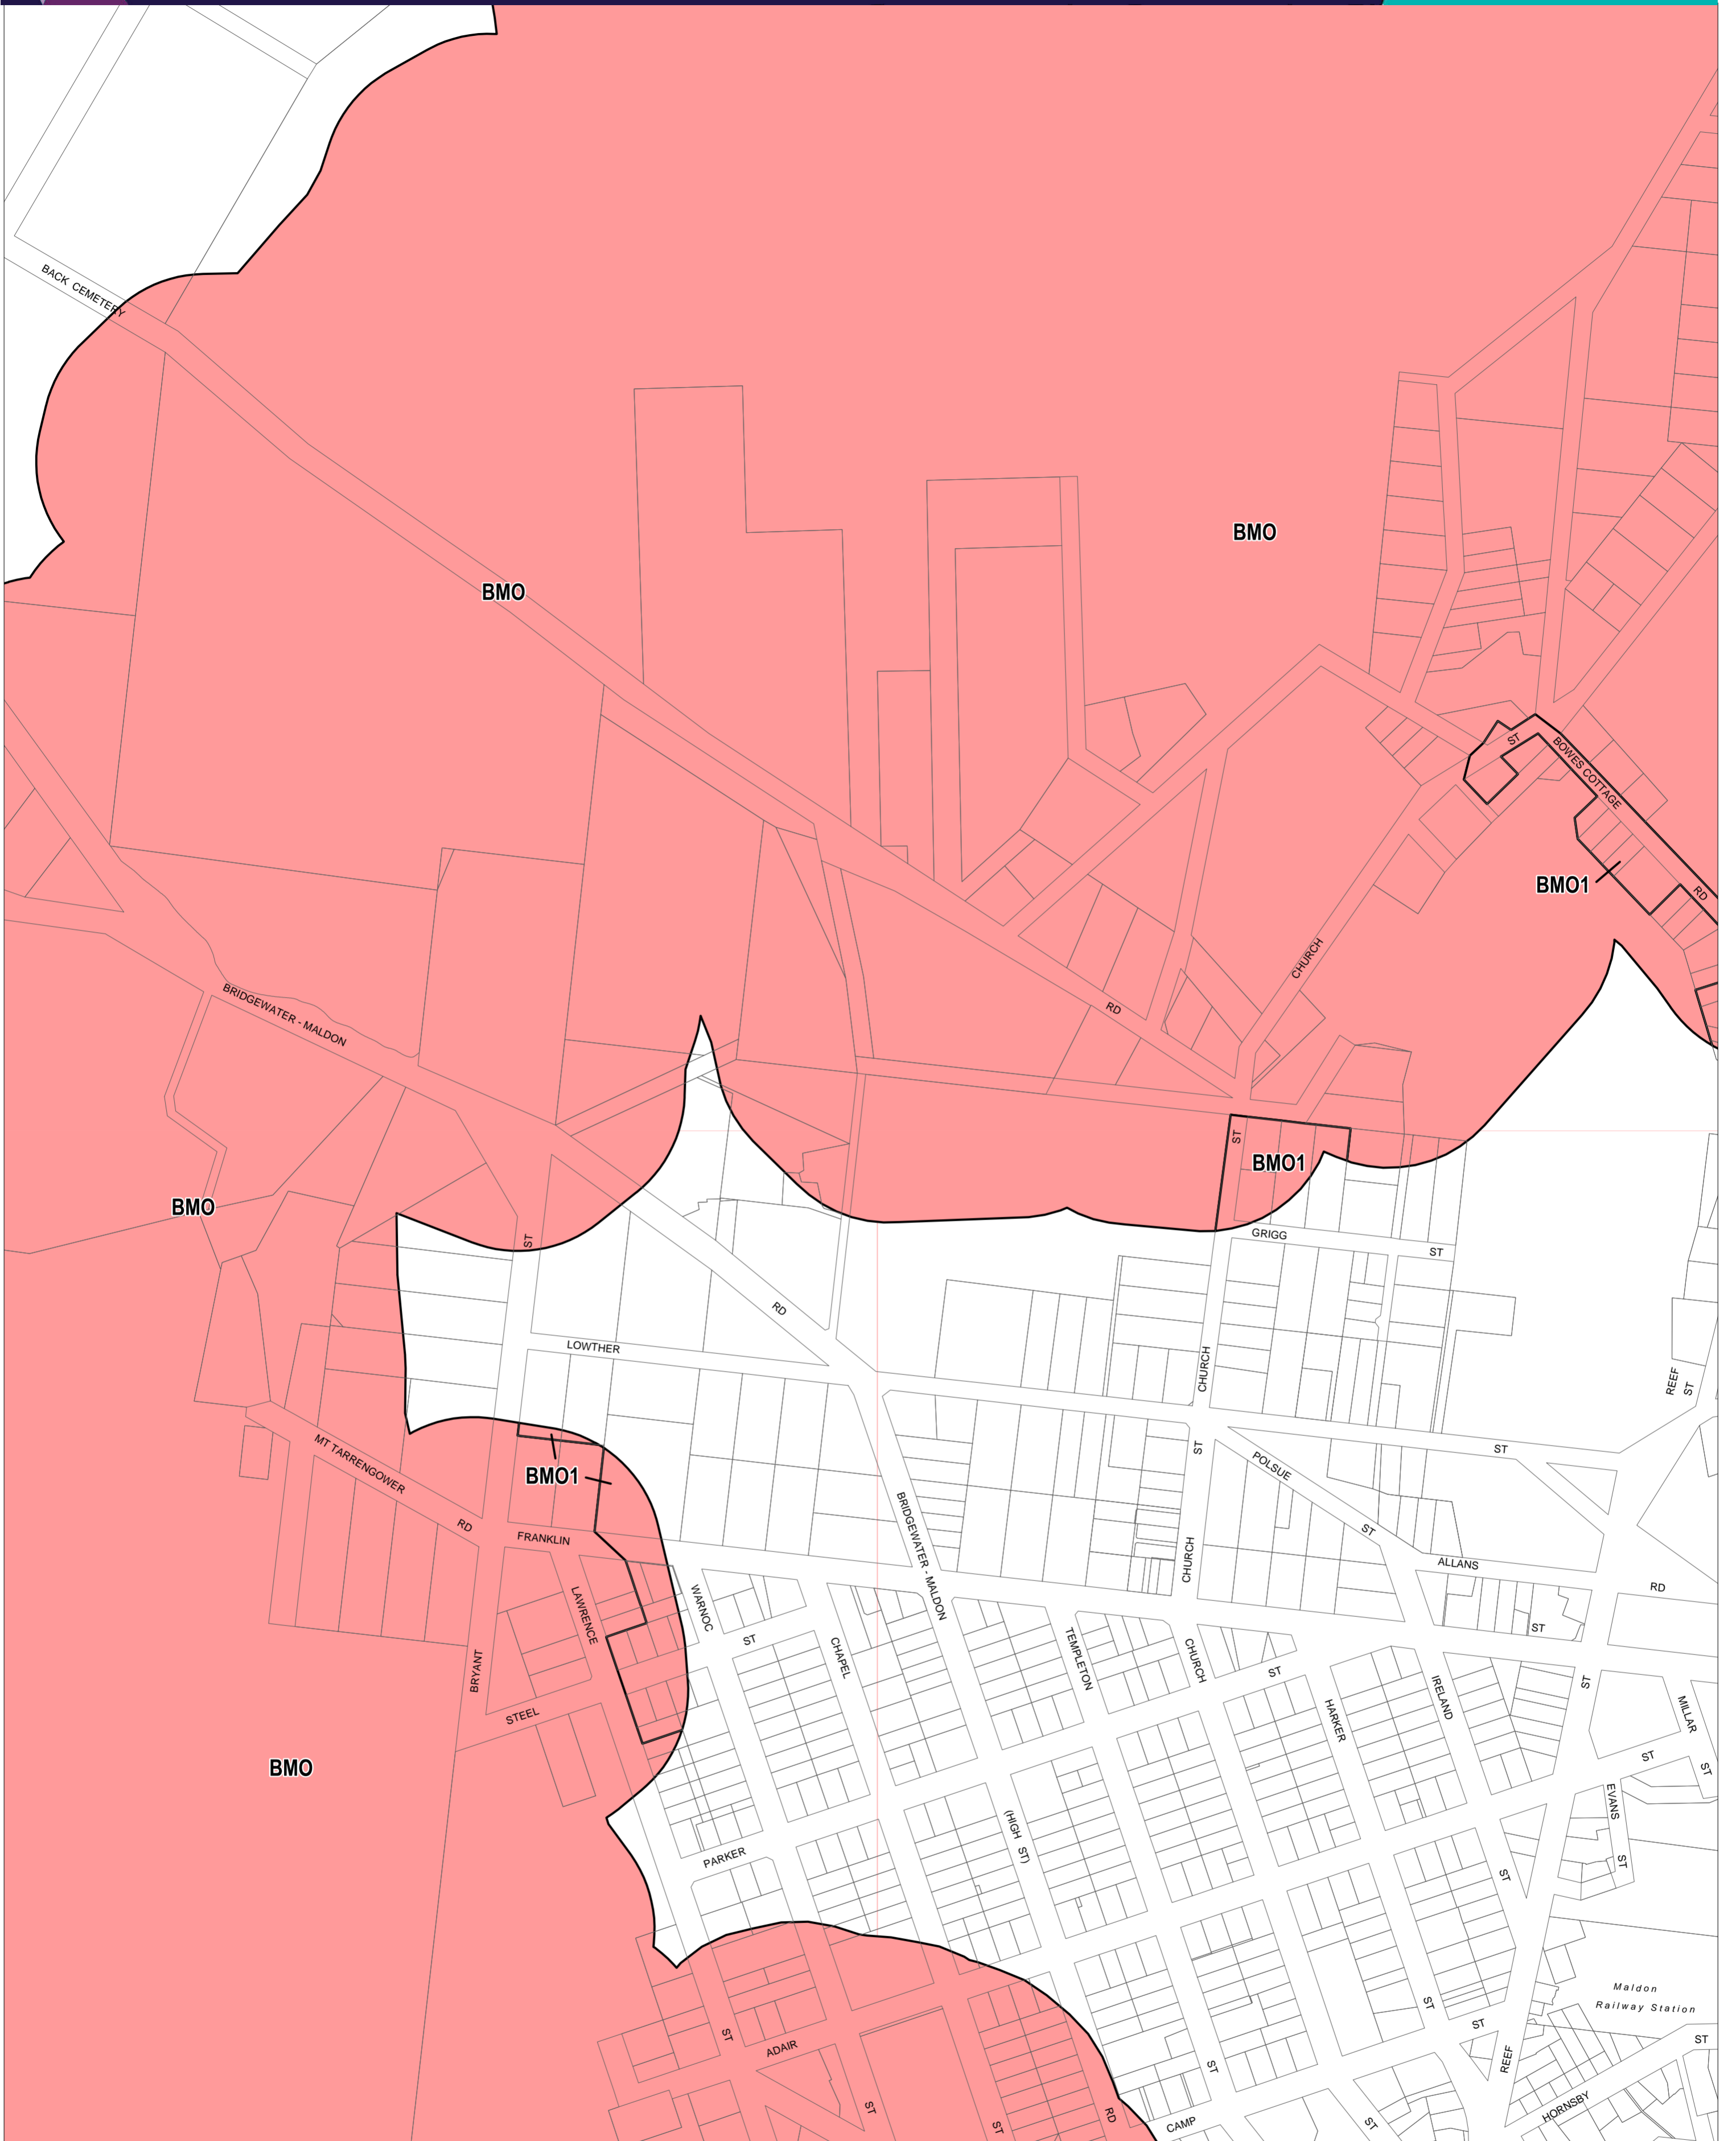 BACK CEMETERY
BMO
BMO
ST
BOWES COTTAGE
RD
BMO1
CHURCH
RD
BRIDGEWATER - MALDON
ST
BMO1
BMO
GRIGG
ST
ST
RD
LOWTHER
CHURCH
REEF
ST
ST
ST
POLSUE
MT TARRENGOWER
BMO1
RD
FRANKLIN
BRIDGEWATER - MALDON
ST
CHURCH
ALLANS
RD
LAWRENCE
WARNOC
ST
CHAPEL
TEMPLETON
CHURCH
ST
ST
BRYANT
STEEL
HARKER
IRELAND
ST
MILLAR
ST
ST
BMO
EVANS
ST
(HIGH ST)
PARKER
ST
Maldon
Railway Station
ST
ST
ST
ST
ADAIR
ST
REEF
HORNSBY
ST
ST
RD
CAMP
ST